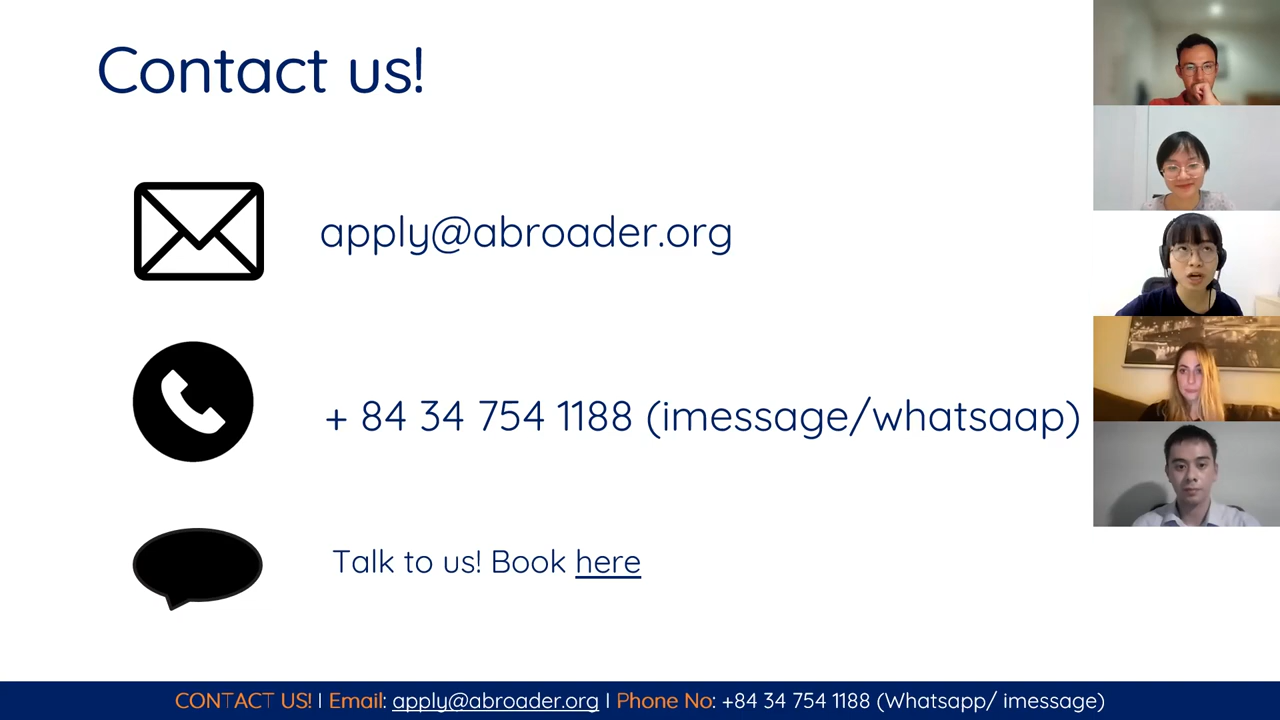 Contact us!
apply@abroader.org
+ 84 34 754 1188 (imessage/whatsaap)
Talk to us! Book here
CONTACT US! | Email: apply@abroader.org | Phone No: +84 34 754 1188 (Whatsapp/ imessage)